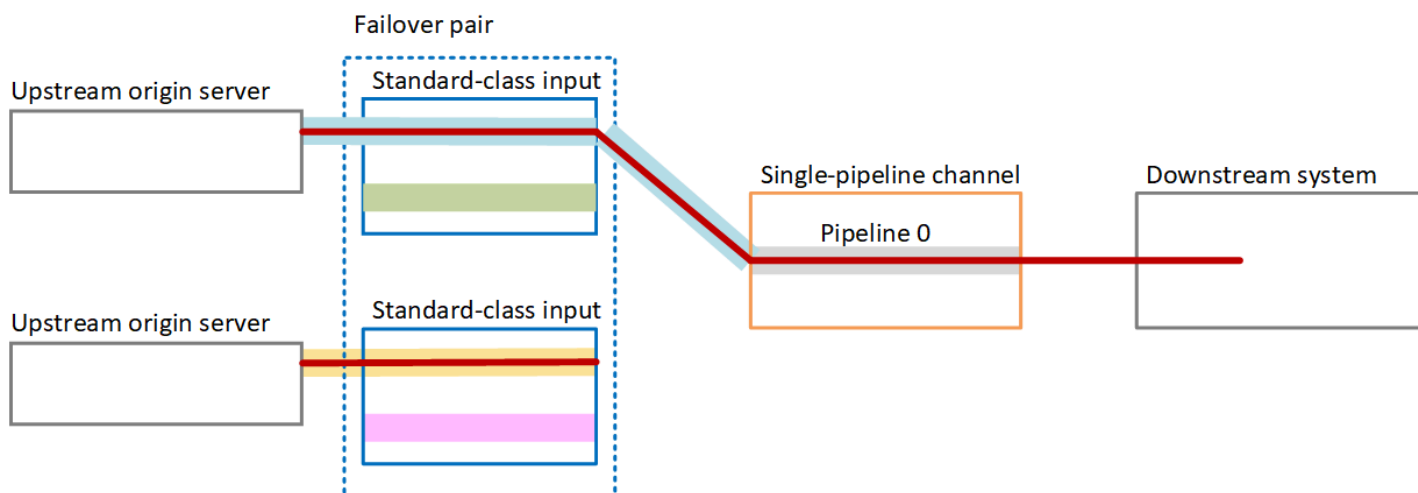 Failover pair
Upstream origin server
Standard-class input
Single-pipeline channel
Downstream system
Pipeline 0
Upstream origin server
Standard-class input